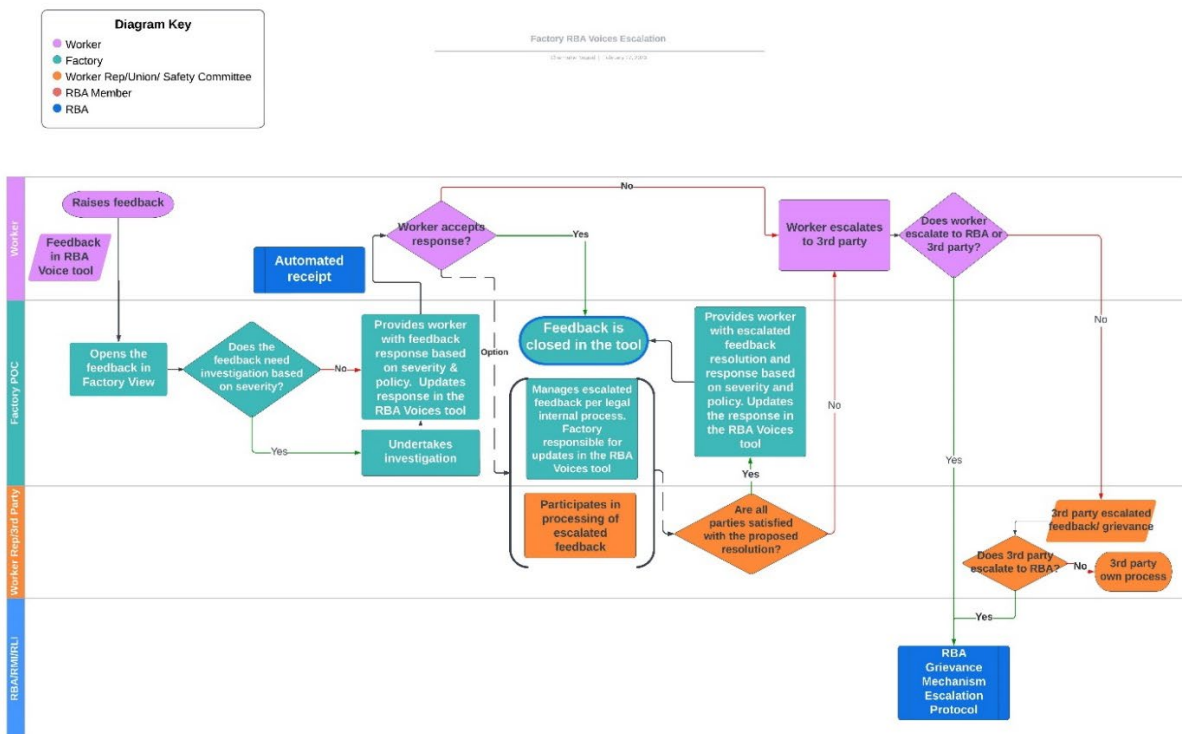 Diagram Key
Worker
Factory
Worker Rep/Union/ Safety Committee
RBA Member
RBA
Factory RBA Voices Escalation
Worker
Raises feedback
Feedback
in RBA
Voice tool
Automated
receipt
Worker accepts
response?
No
Yes
Worker escalates
to 3rd party
Does worker
escalate to RBA or
3rd party?
No
Yes
Factory POC
Opens the
feedback in
Factory View
Does the
feedback need
investigation based
on severity?
No
Yes
Provides worker
with feedback
response based
on severity &
policy. Updates
response in the
RBA Voices tool
Undertakes
investigation
Option
Feedback is
closed in the tool
Manages escalated
feedback per legal
internal process.
Factory
responsible for
updates in the RBA
Voices tool
Provides worker
with escalated
feedback
resolution and
response based
on severity and
policy. Updates
the response in
the RBA Voices
tool
Yes
No
Worker Rep/3rd Party
Participates in
processing of
escalated
feedback
Are all
parties satisfied
with the proposed
resolution?
3rd party escalated
feedback/ grievance
Does 3rd party
escalate to RBA?
No
3rd party
own process
Yes
RBA/RMI/RLI
RBA
Grievance
Mechanism
Escalation
Protocol